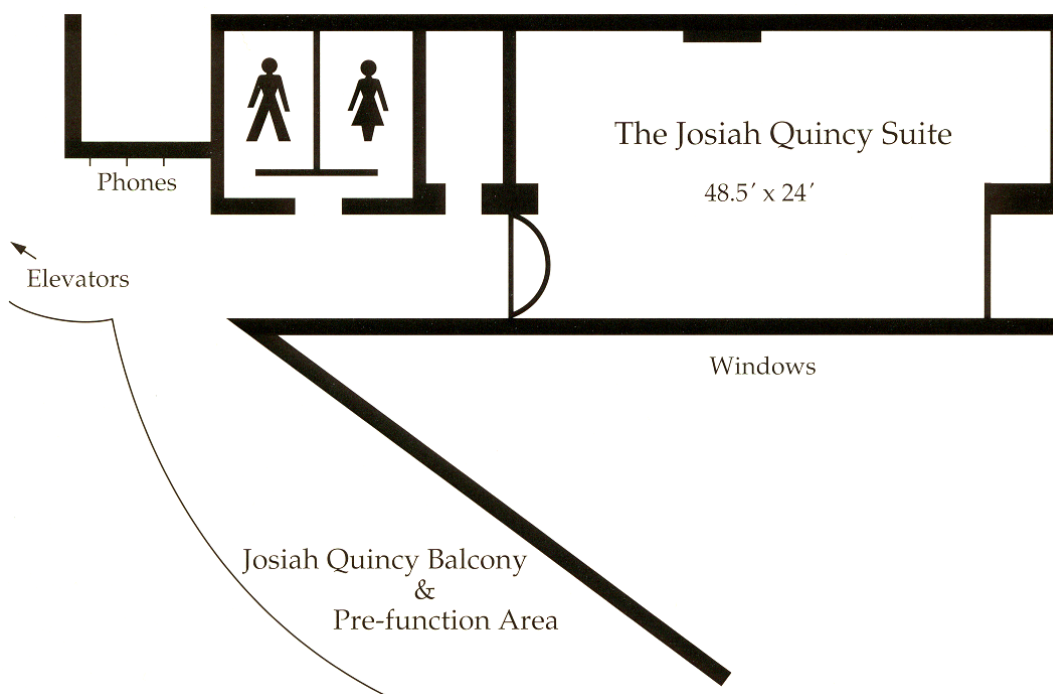 The Josiah Quincy Suite
48.5′ x 24′
Phones
Elevators
Windows
Josiah Quincy Balcony
&
Pre-function Area